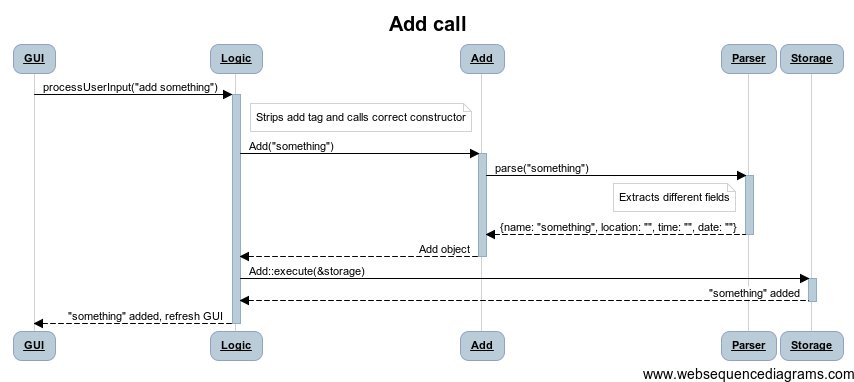 Add call
GUI Logic Add Parser Storage
processUserInput("add something")
Strips add tag and calls correct constructor
Add("something")
parse("something")
Extracts different fields
{name: "something", location: "", time: "", date: ""}
Add object
Add::execute(&storage)
"something" added
"something" added, refresh GUI
GUI Logic Add Parser Storage
www.websequencediagrams.com